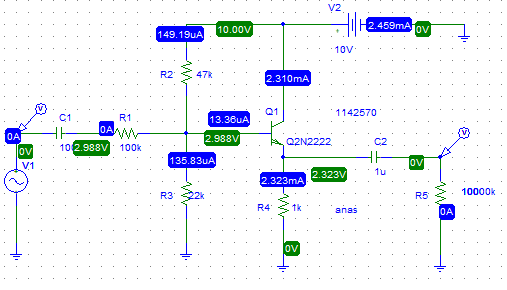 V2
149.19uA
10.00V
2.459mA
0V
10V
R2
47k
2.310mA
Q1
1142570
C1
R1
13.36uA
0A
0A
2.988V
2.988V
100k
Q2N2222
C2
0V
V1
135.83uA
2.323mA
2.323V
0V
1u
R3
22k
R4
1k
anas
R5
10000k
0A
0V